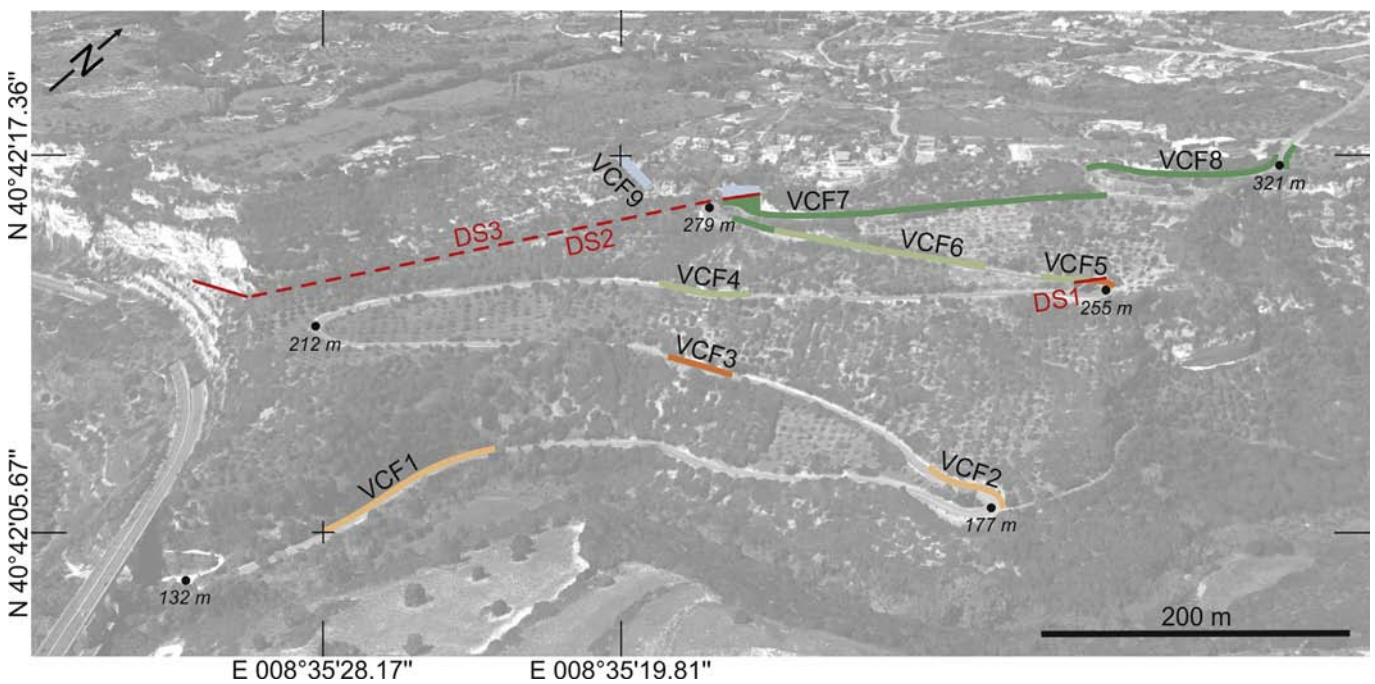 N
N 40°42'17.36"
VCF8
321 m
VCF9
VCF7
279 m
DS3
DS2
VCF6
VCF5
VCF4
DS1
255 m
212 m
VCF3
VCF1
VCF2
177 m
N 40°42'05.67"
132 m
200 m
E 008°35'28.17"
E 008°35'19.81"